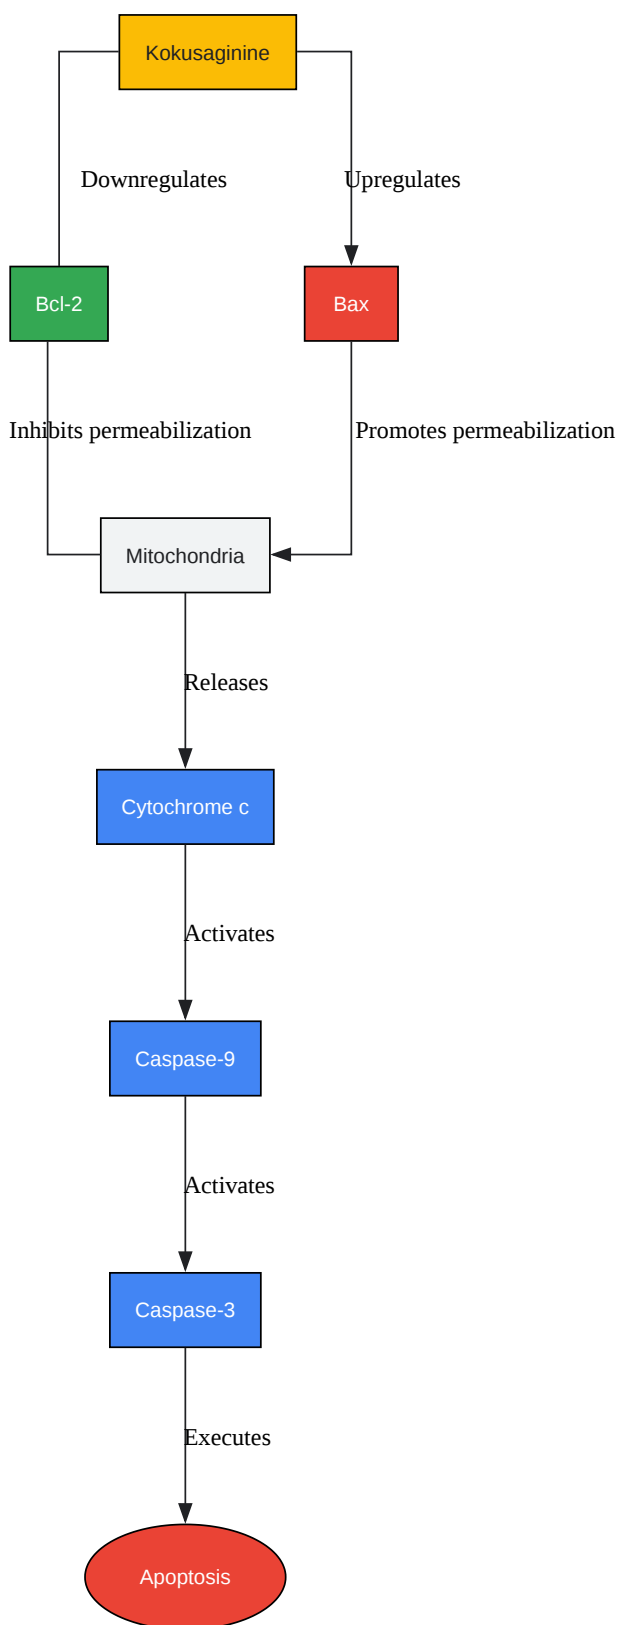 Kokusaginine
Downregulates
Upregulates
Bcl-2
Bax
Inhibits permeabilization
Promotes permeabilization
Mitochondria
Releases
Cytochrome c
Activates
Caspase-9
Activates
Caspase-3
Executes
Apoptosis